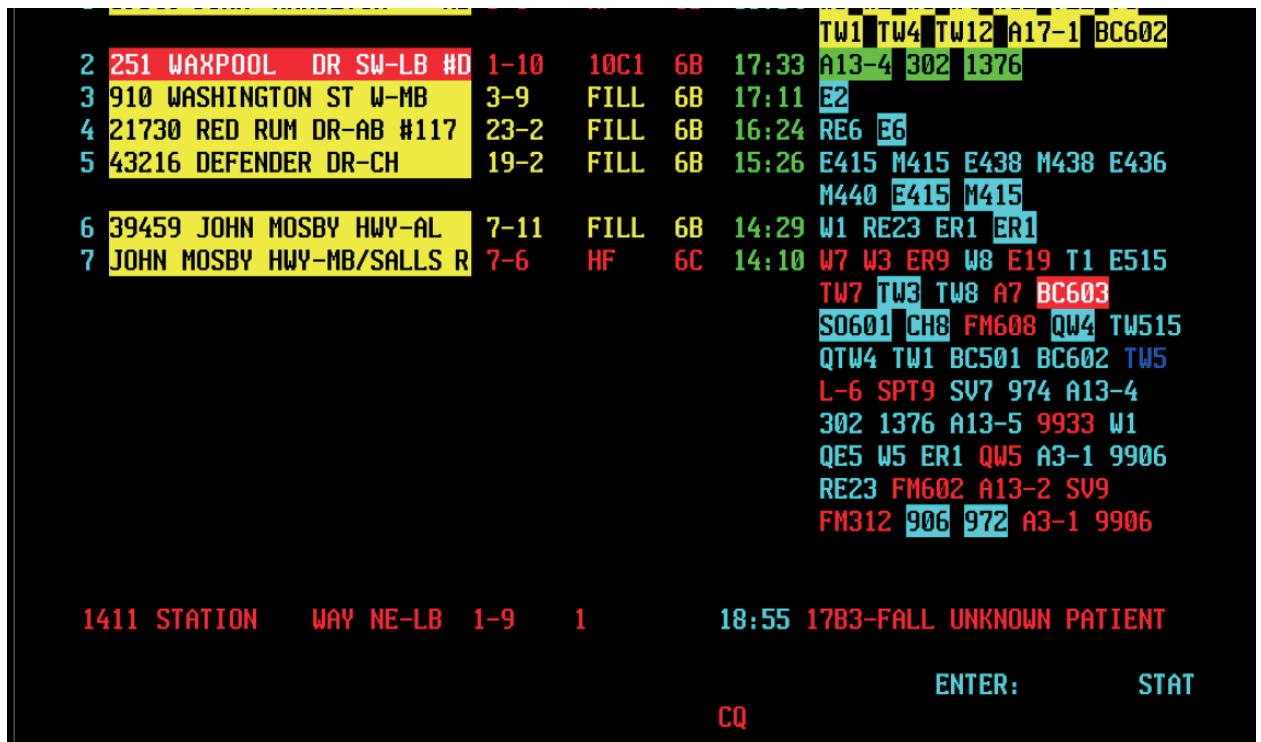 TW1 TW4 TW12 A17-1 BC602
2 251 WAXPOOL DR SW-LB #D 1-10 10C1 6B 17:33 A13-4 302 1376
3 910 WASHINGTON ST W-MB 3-9 FILL 6B 17:11 E2
4 21730 RED RUM DR-AB #117 23-2 FILL 6B 16:24 RE6 E6
5 43216 DEFENDER DR-CH 19-2 FILL 6B 15:26 E415 M415 E438 M438 E436
M440 E415 M415
6 39459 JOHN MOSBY HWY-AL 7-11 FILL 6B 14:29 W1 RE23 ER1 ER1
7 JOHN MOSBY HWY-MB/SALLS R 7-6 HF 6C 14:10 W7 W3 ER9 W8 E19 T1 E515
TW7 TW3 TW8 A7 BC603
SO601 CH8 FM608 QW4 TW515
QTW4 TW1 BC501 BC602 TW5
L-6 SPT9 SV7 974 A13-4
302 1376 A13-5 9933 W1
QE5 W5 ER1 QW5 A3-1 9906
RE23 FM602 A13-2 SV9
FM312 906 972 A3-1 9906
1411 STATION WAY NE-LB 1-9 1 18:55 17B3-FALL UNKNOWN PATIENT
ENTER: STAT
CQ